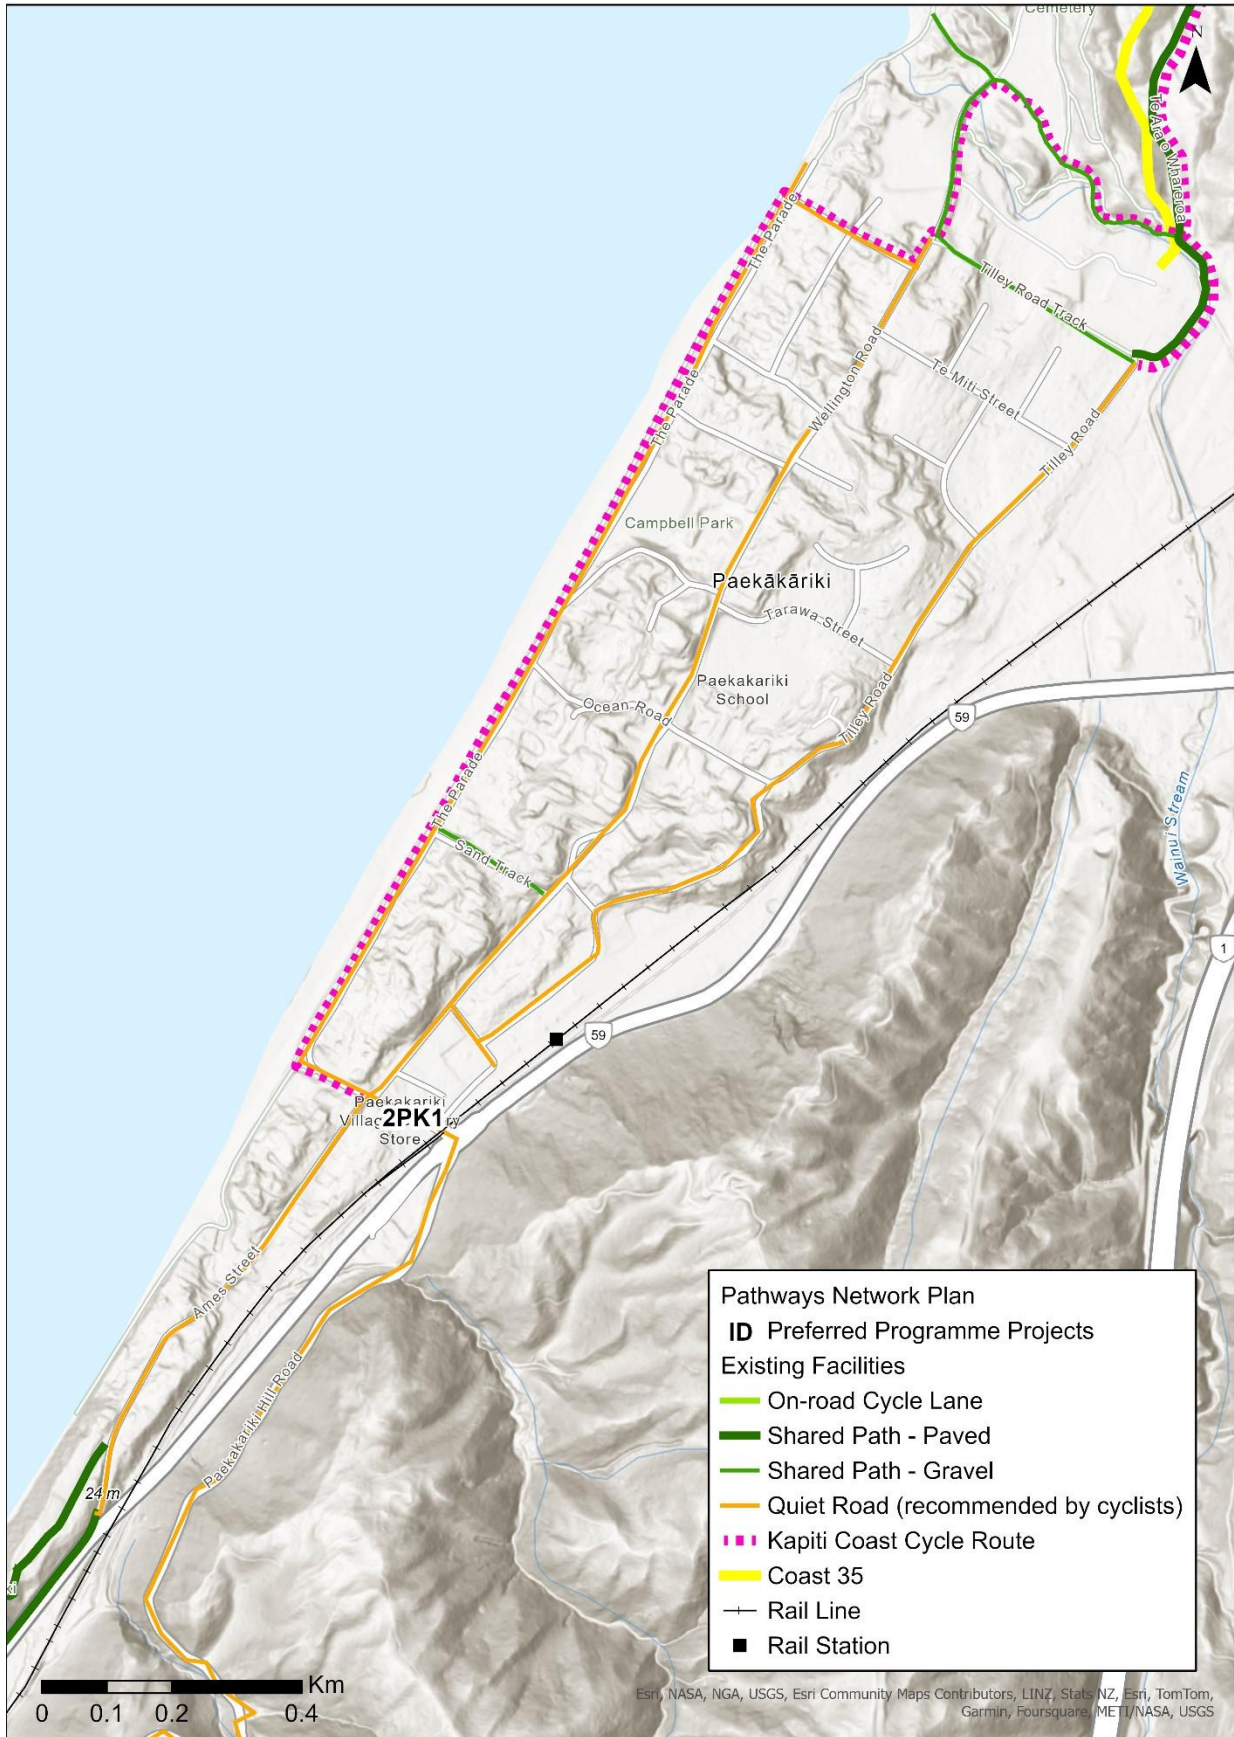 Cemetery
N
Te Ara o Whareroa
The Parade
Tilley Road Track
Wellington Road
Te Miti Street
The Parade
Tilley Road
Campbell Park
Paekākāriki
Tarawa Street
Paekakariki
School
Ocean Road
Tilley Road
59
The Parade
Wainui Stream
Sand Track
1
59
Paekakariki
2PK1
Store
Ames Street
Paekakariki Hill Road
24 m
Pathways Network Plan
ID Preferred Programme Projects
Existing Facilities
On-road Cycle Lane
Shared Path - Paved
Shared Path - Gravel
Quiet Road (recommended by cyclists)
Kapiti Coast Cycle Route
Coast 35
Rail Line
Rail Station
Km
0 0.1 0.2 0.4
Esri, NASA, NGA, USGS, Esri Community Maps Contributors, LINZ, Stats NZ, Esri, TomTom,
Garmin, Foursquare, METI/NASA, USGS